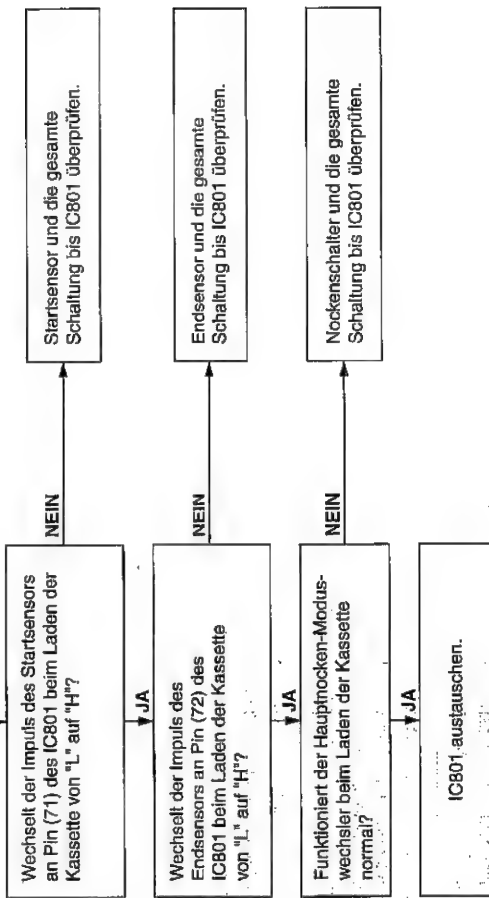 Wechselt der Impuls des Startsensors
an Pin (71) des IC801 beim Laden der
Kassette von "L" auf "H"?
NEIN
Startsensor und die gesamte
Schaltung bis IC801 überprüfen.
JA
Wechselt der Impuls des
Endsensors an Pin (72) des
IC801 beim Laden der Kassette
von "L" auf "H"?
NEIN
Endsensor und die gesamte
Schaltung bis IC801 überprüfen.
JA
Funktioniert der Hauptnocken-Modus-
wechsler beim Laden der Kassette
normal?
NEIN
Nockenschalter und die gesamte
Schaltung bis IC801 überprüfen.
JA
IC801 austauschen.